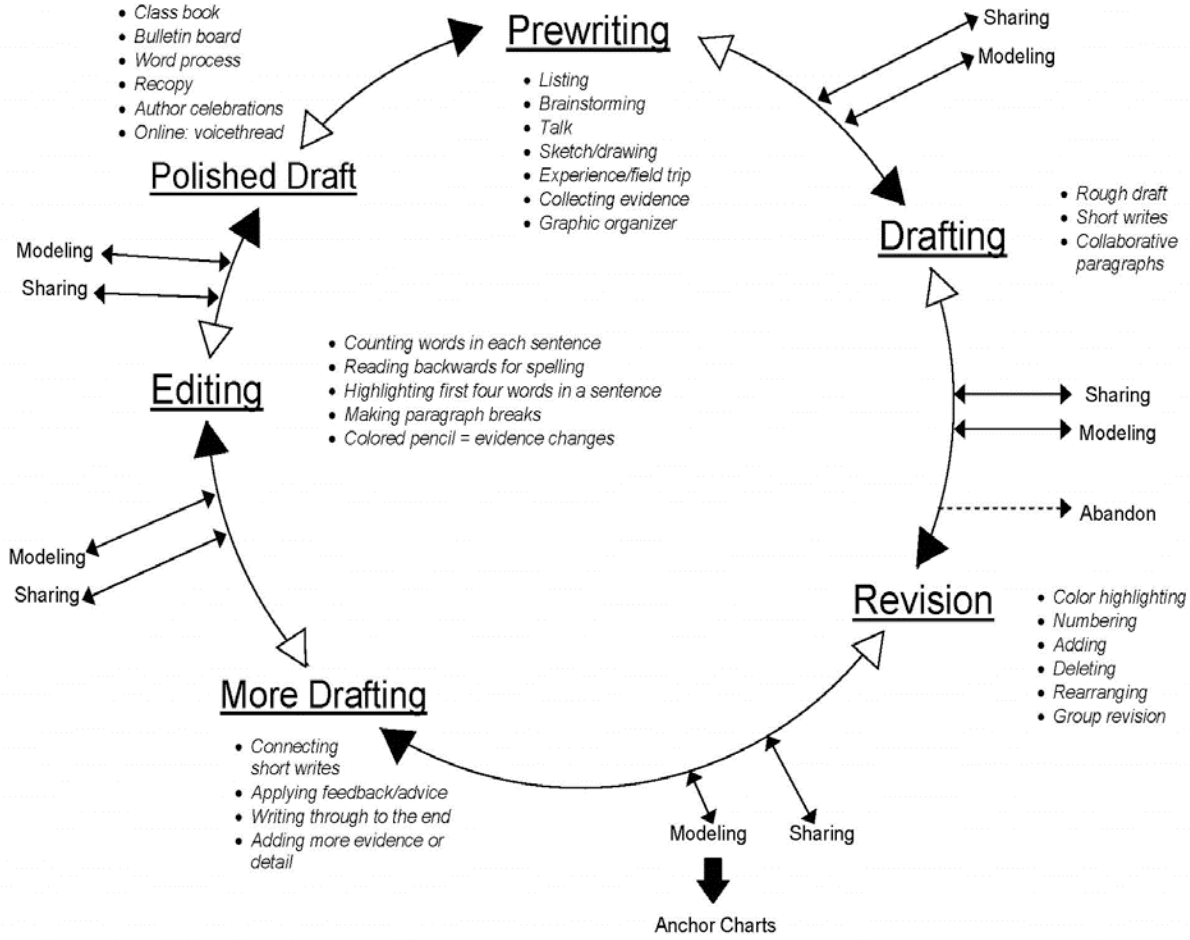 Prewriting
• Listing
• Brainstorming
• Talk
• Sketch/drawing
• Experience/field trip
• Collecting evidence
• Graphic organizer
Sharing
Modeling
Drafting
• Rough draft
• Short writes
• Collaborative
paragraphs
Sharing
Modeling
Abandon
Revision
• Color highlighting
• Numbering
• Adding
• Deleting
• Rearranging
• Group revision
Modeling
Sharing
Anchor Charts
More Drafting
• Connecting
short writes
• Applying feedback/advice
• Writing through to the end
• Adding more evidence or
detail
Modeling
Sharing
Editing
• Counting words in each sentence
• Reading backwards for spelling
• Highlighting first four words in a sentence
• Making paragraph breaks
• Colored pencil = evidence changes
Modeling
Sharing
Polished Draft
• Class book
• Bulletin board
• Word process
• Recopy
• Author celebrations
• Online: voicethread